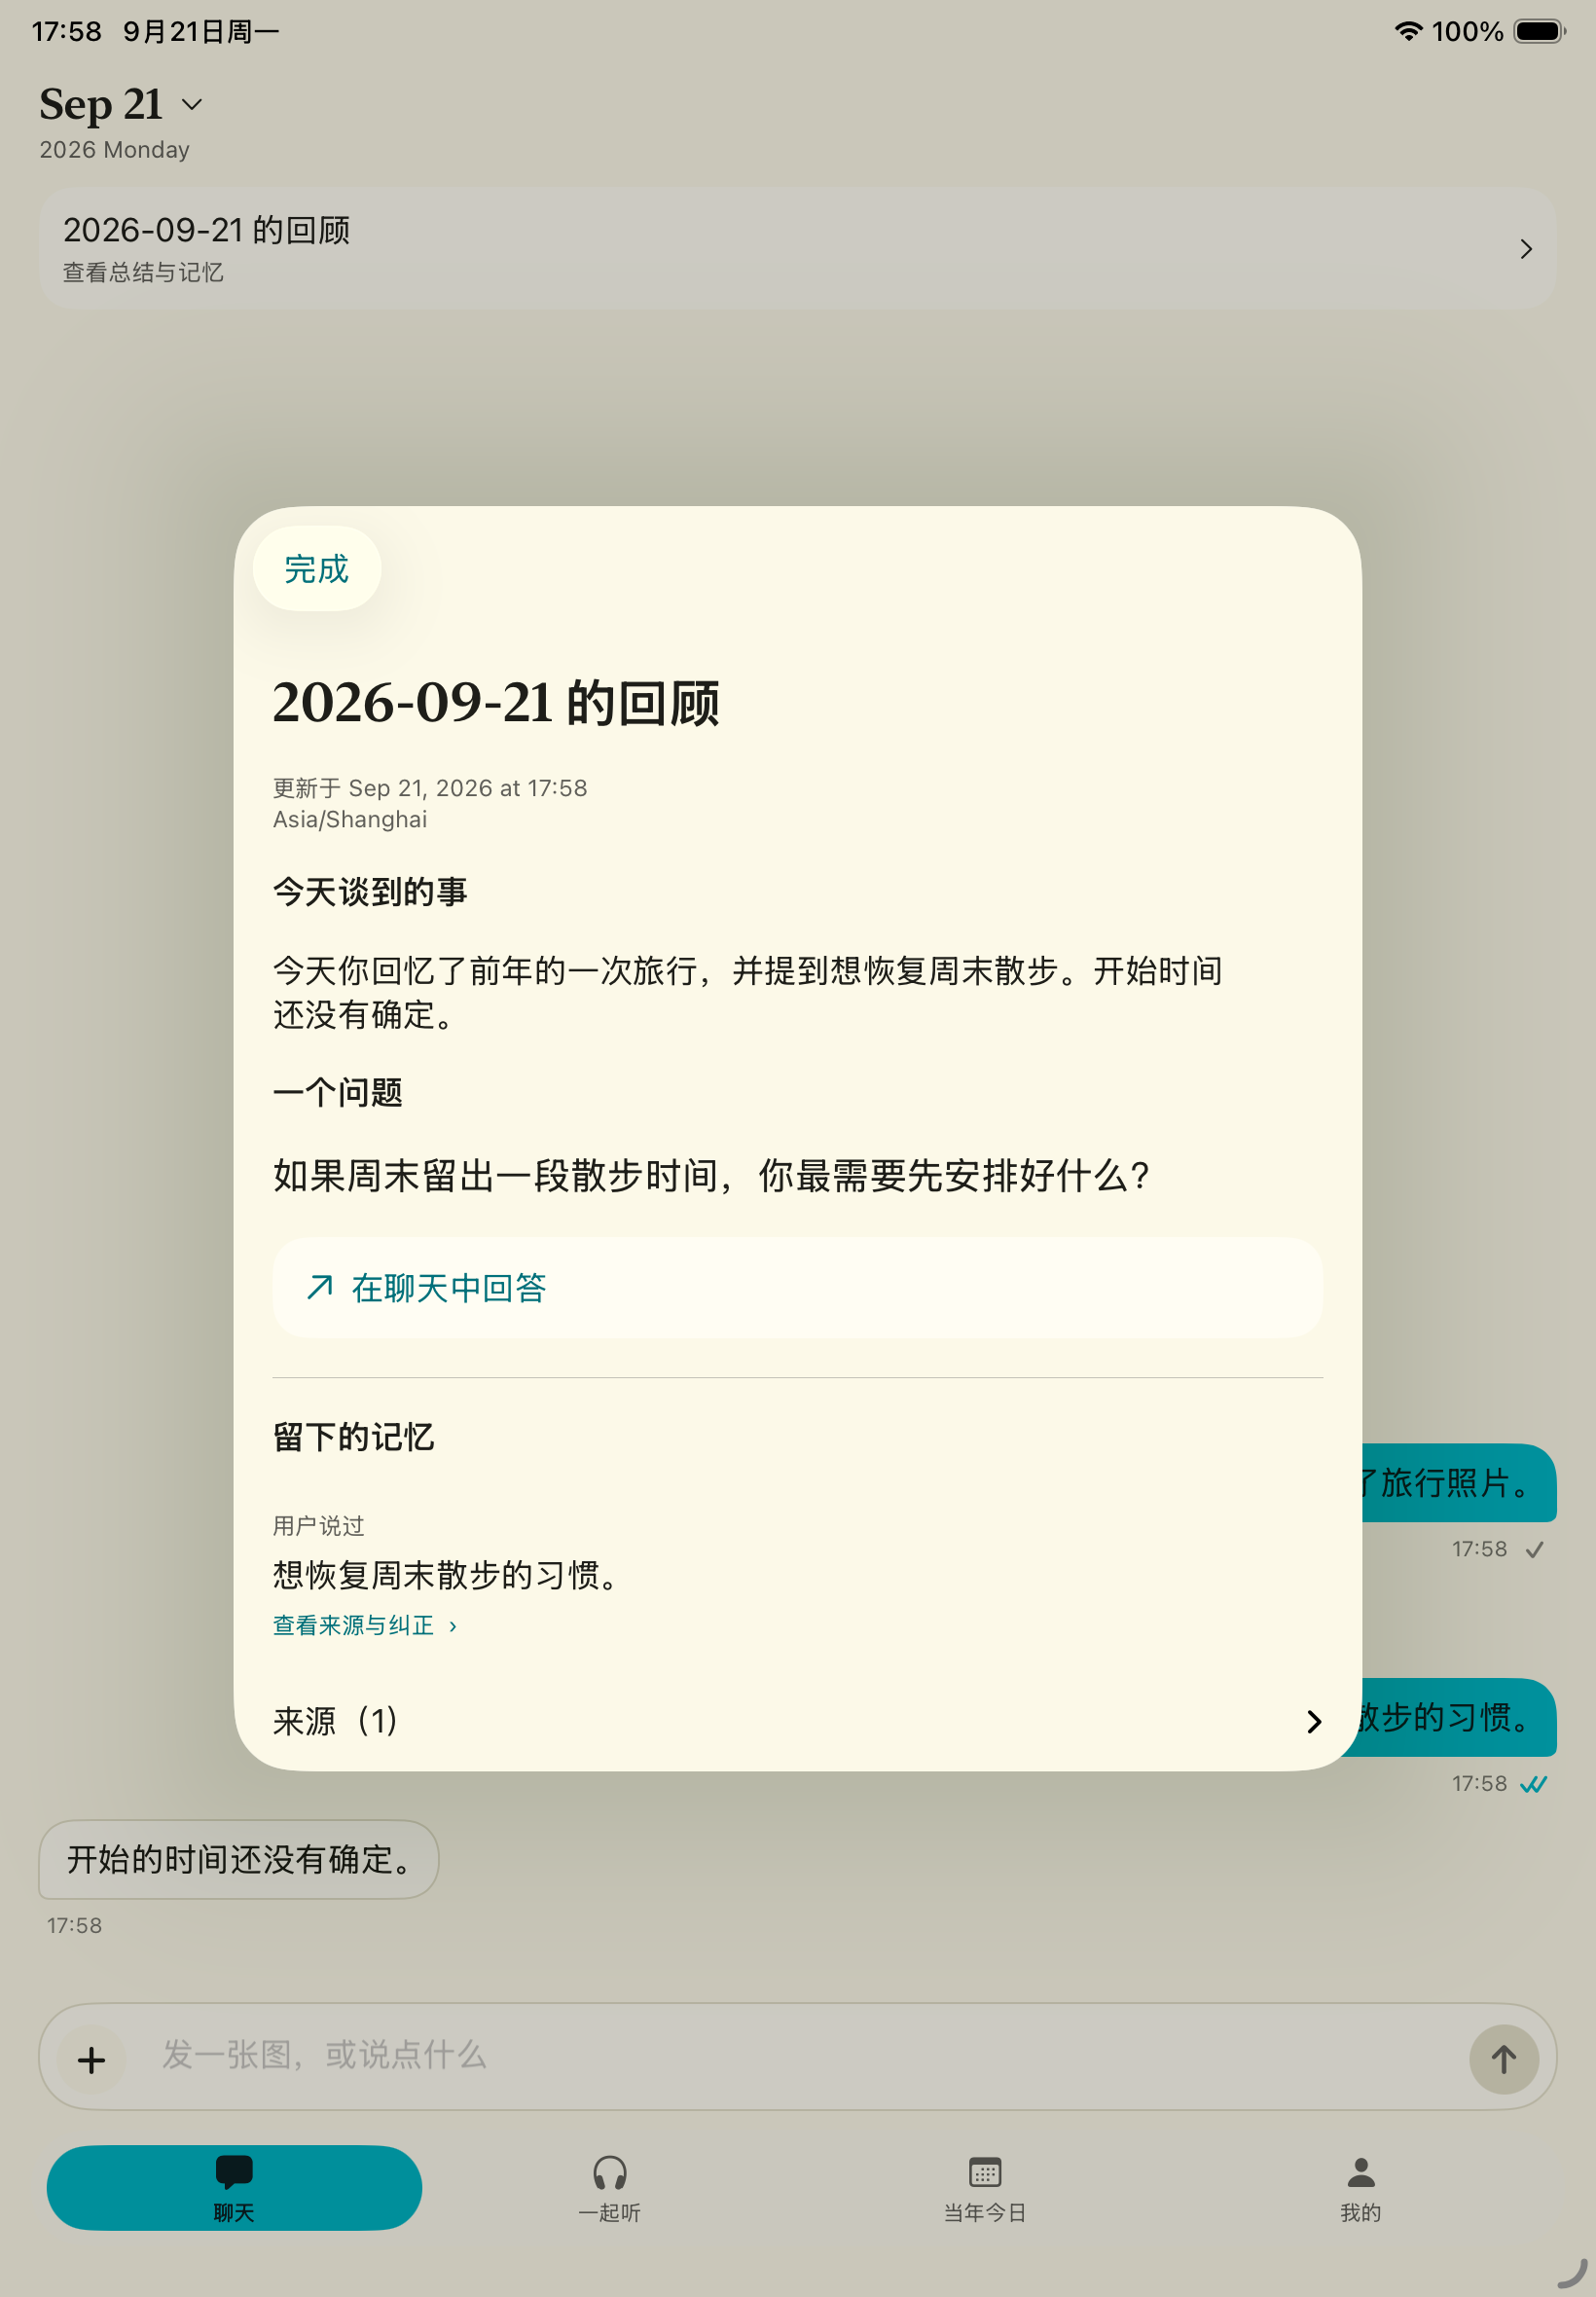 17:58 9月21日周一
100%
Sep 21
2026 Monday
2026-09-21 的回顾
查看总结与记忆
完成
2026-09-21 的回顾
更新于 Sep 21, 2026 at 17:58
Asia/Shanghai
今天谈到的事
今天你回忆了前年的一次旅行，并提到想恢复周末散步。开始时间
还没有确定。
一个问题
如果周末留出一段散步时间，你最需要先安排好什么？
在聊天中回答
留下的记忆
了旅行照片。
用户说过
17:58
想恢复周末散步的习惯。
查看来源与纠正 ›
来源（1）
散步的习惯。
17:58
开始的时间还没有确定。
17:58
发一张图，或说点什么
聊天
一起听
当年今日
我的